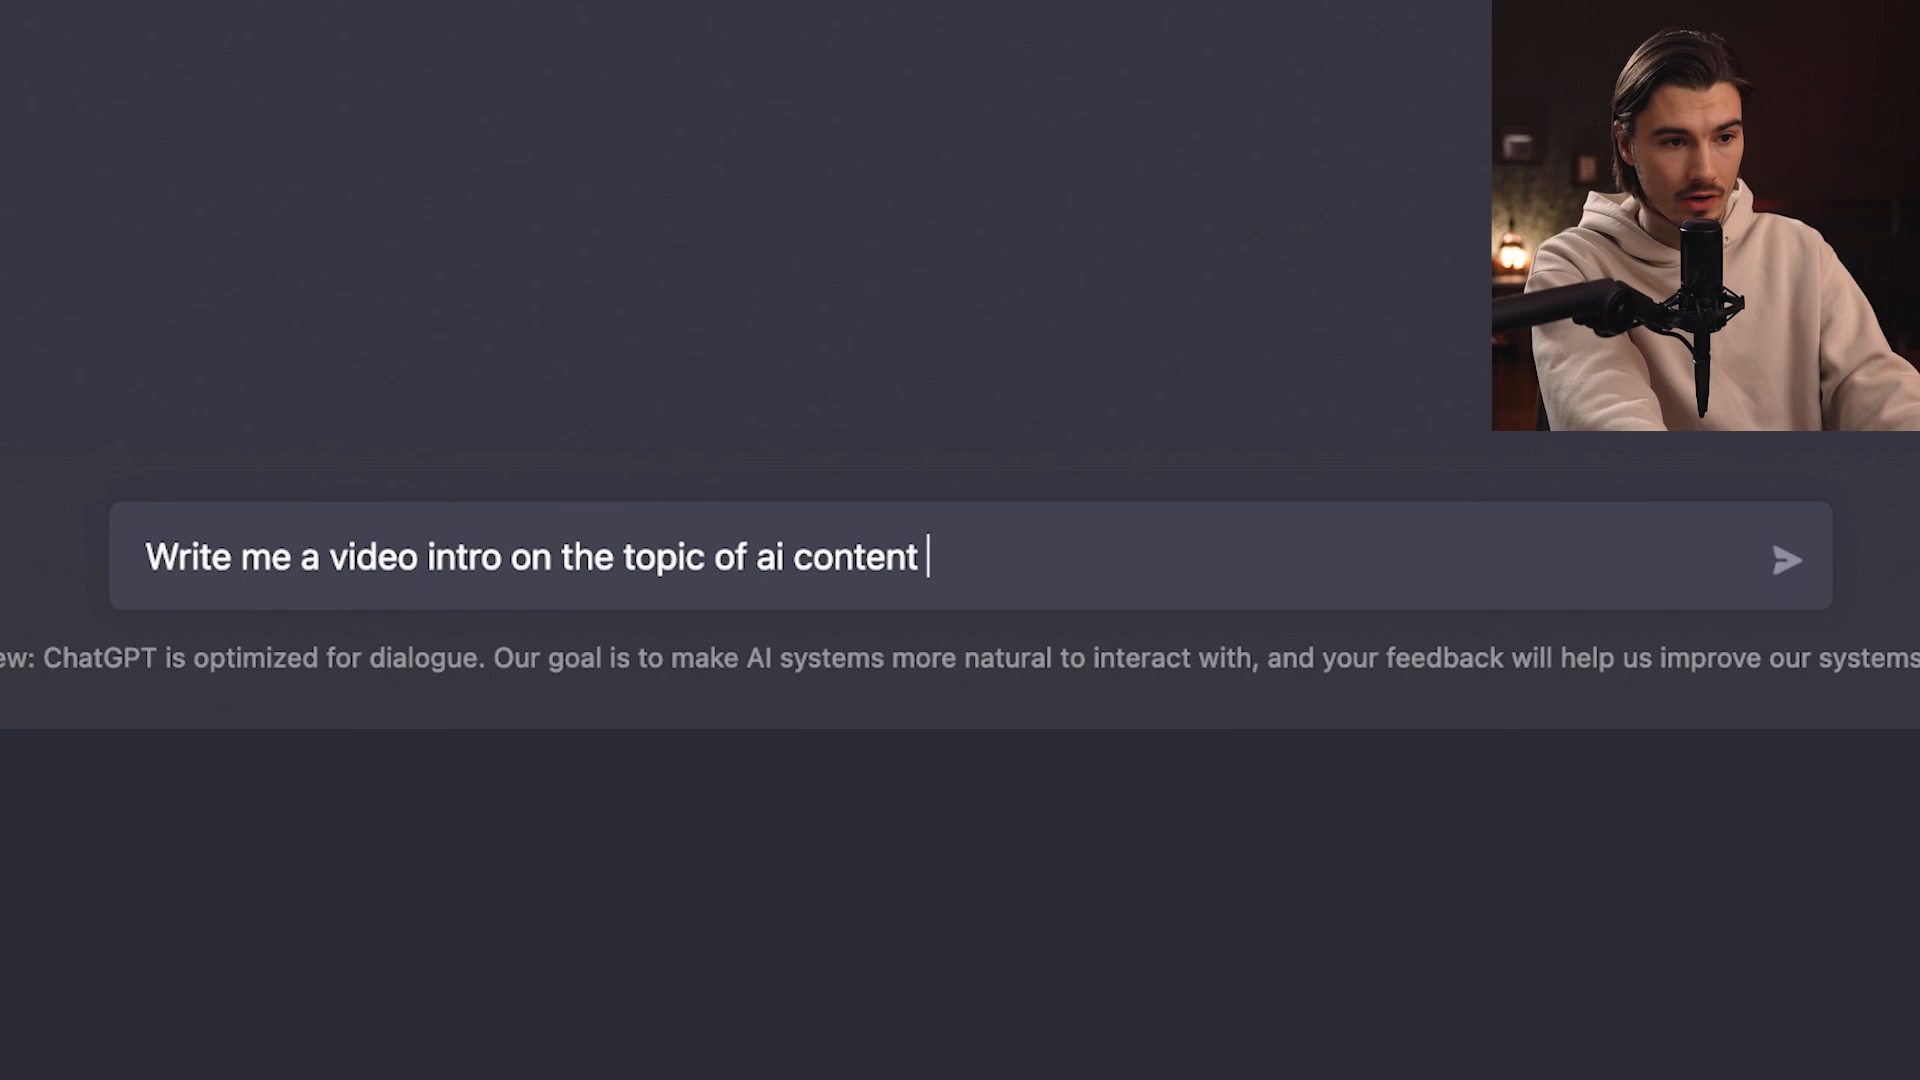 Write me a video intro on the topic of ai content
ew: ChatGPT is optimized for dialogue. Our goal is to make AI systems more natural to interact with, and your feedback will help us improve our systems